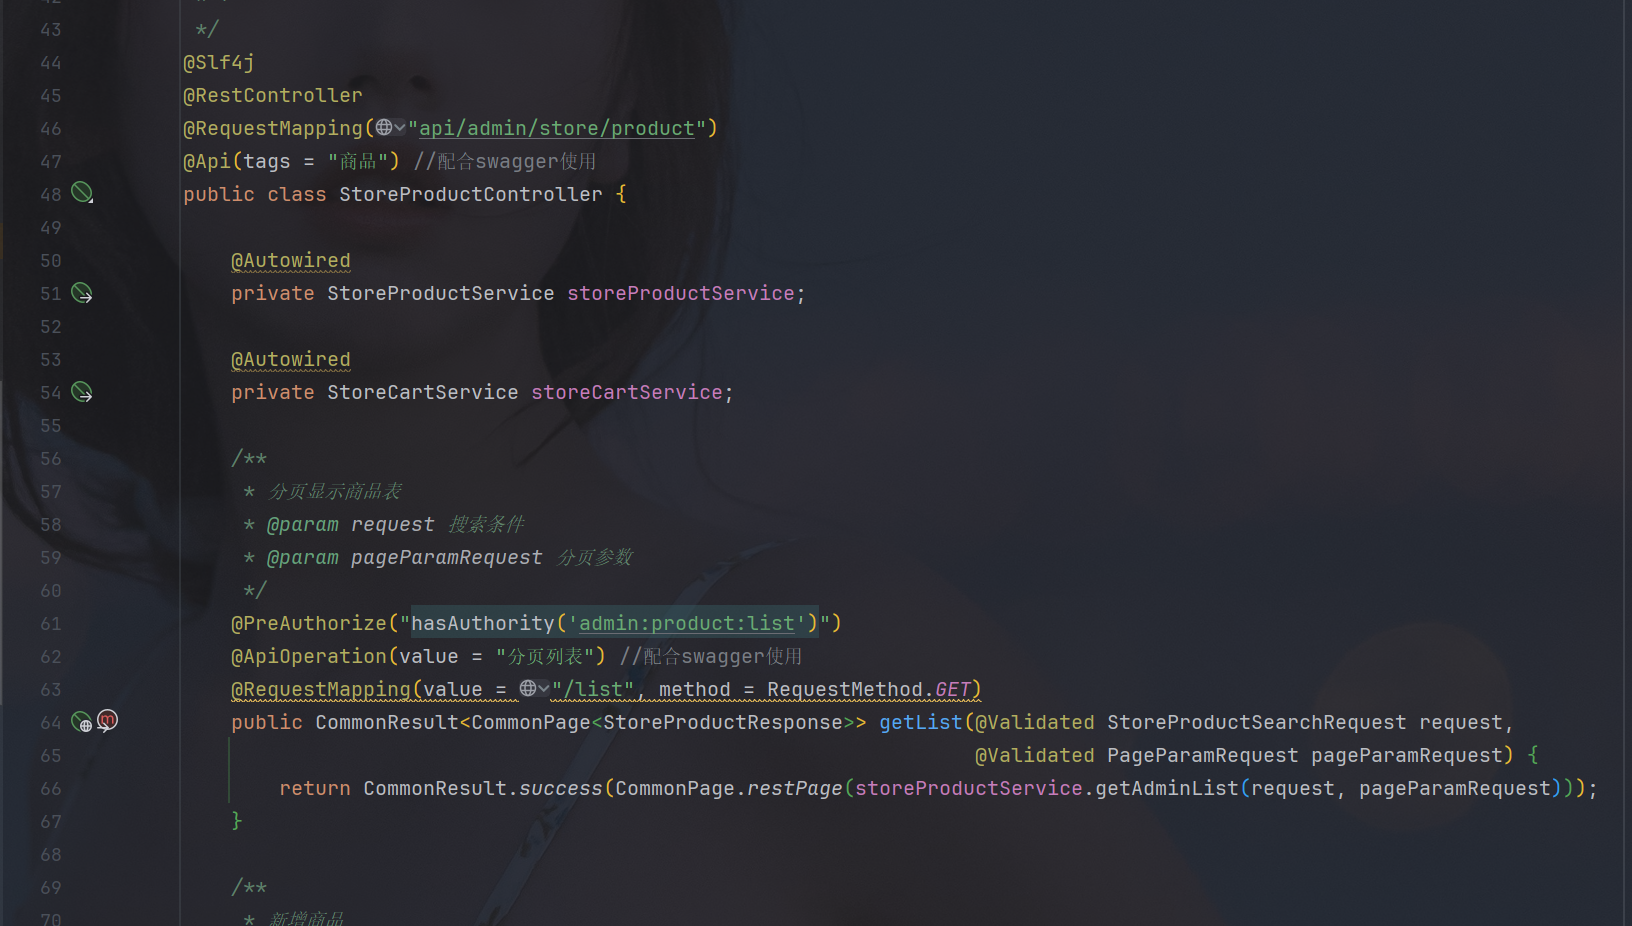 43 */
44 @Slf4j
45 @RestController
46 @RequestMapping("api/admin/store/product")
47 @Api(tags = "商品") //配合swagger使用
48 public class StoreProductController {
49
50 @Autowired
51 private StoreProductService storeProductService;
52
53 @Autowired
54 private StoreCartService storeCartService;
55
56 /**
57 * 分页显示商品表
58 * @param request 搜索条件
59 * @param pageParamRequest 分页参数
60 */
61 @PreAuthorize("hasAuthority('admin:product:list')")
62 @ApiOperation(value = "分页列表") //配合swagger使用
63 @RequestMapping(value = "/list", method = RequestMethod.GET)
64 public CommonResult<CommonPage<StoreProductResponse>> getList(@Validated StoreProductSearchRequest request,
65 @Validated PageParamRequest pageParamRequest) {
66 return CommonResult.success(CommonPage.restPage(storeProductService.getAdminList(request, pageParamRequest)));
67 }
68
69 /**
70 * 新增商品